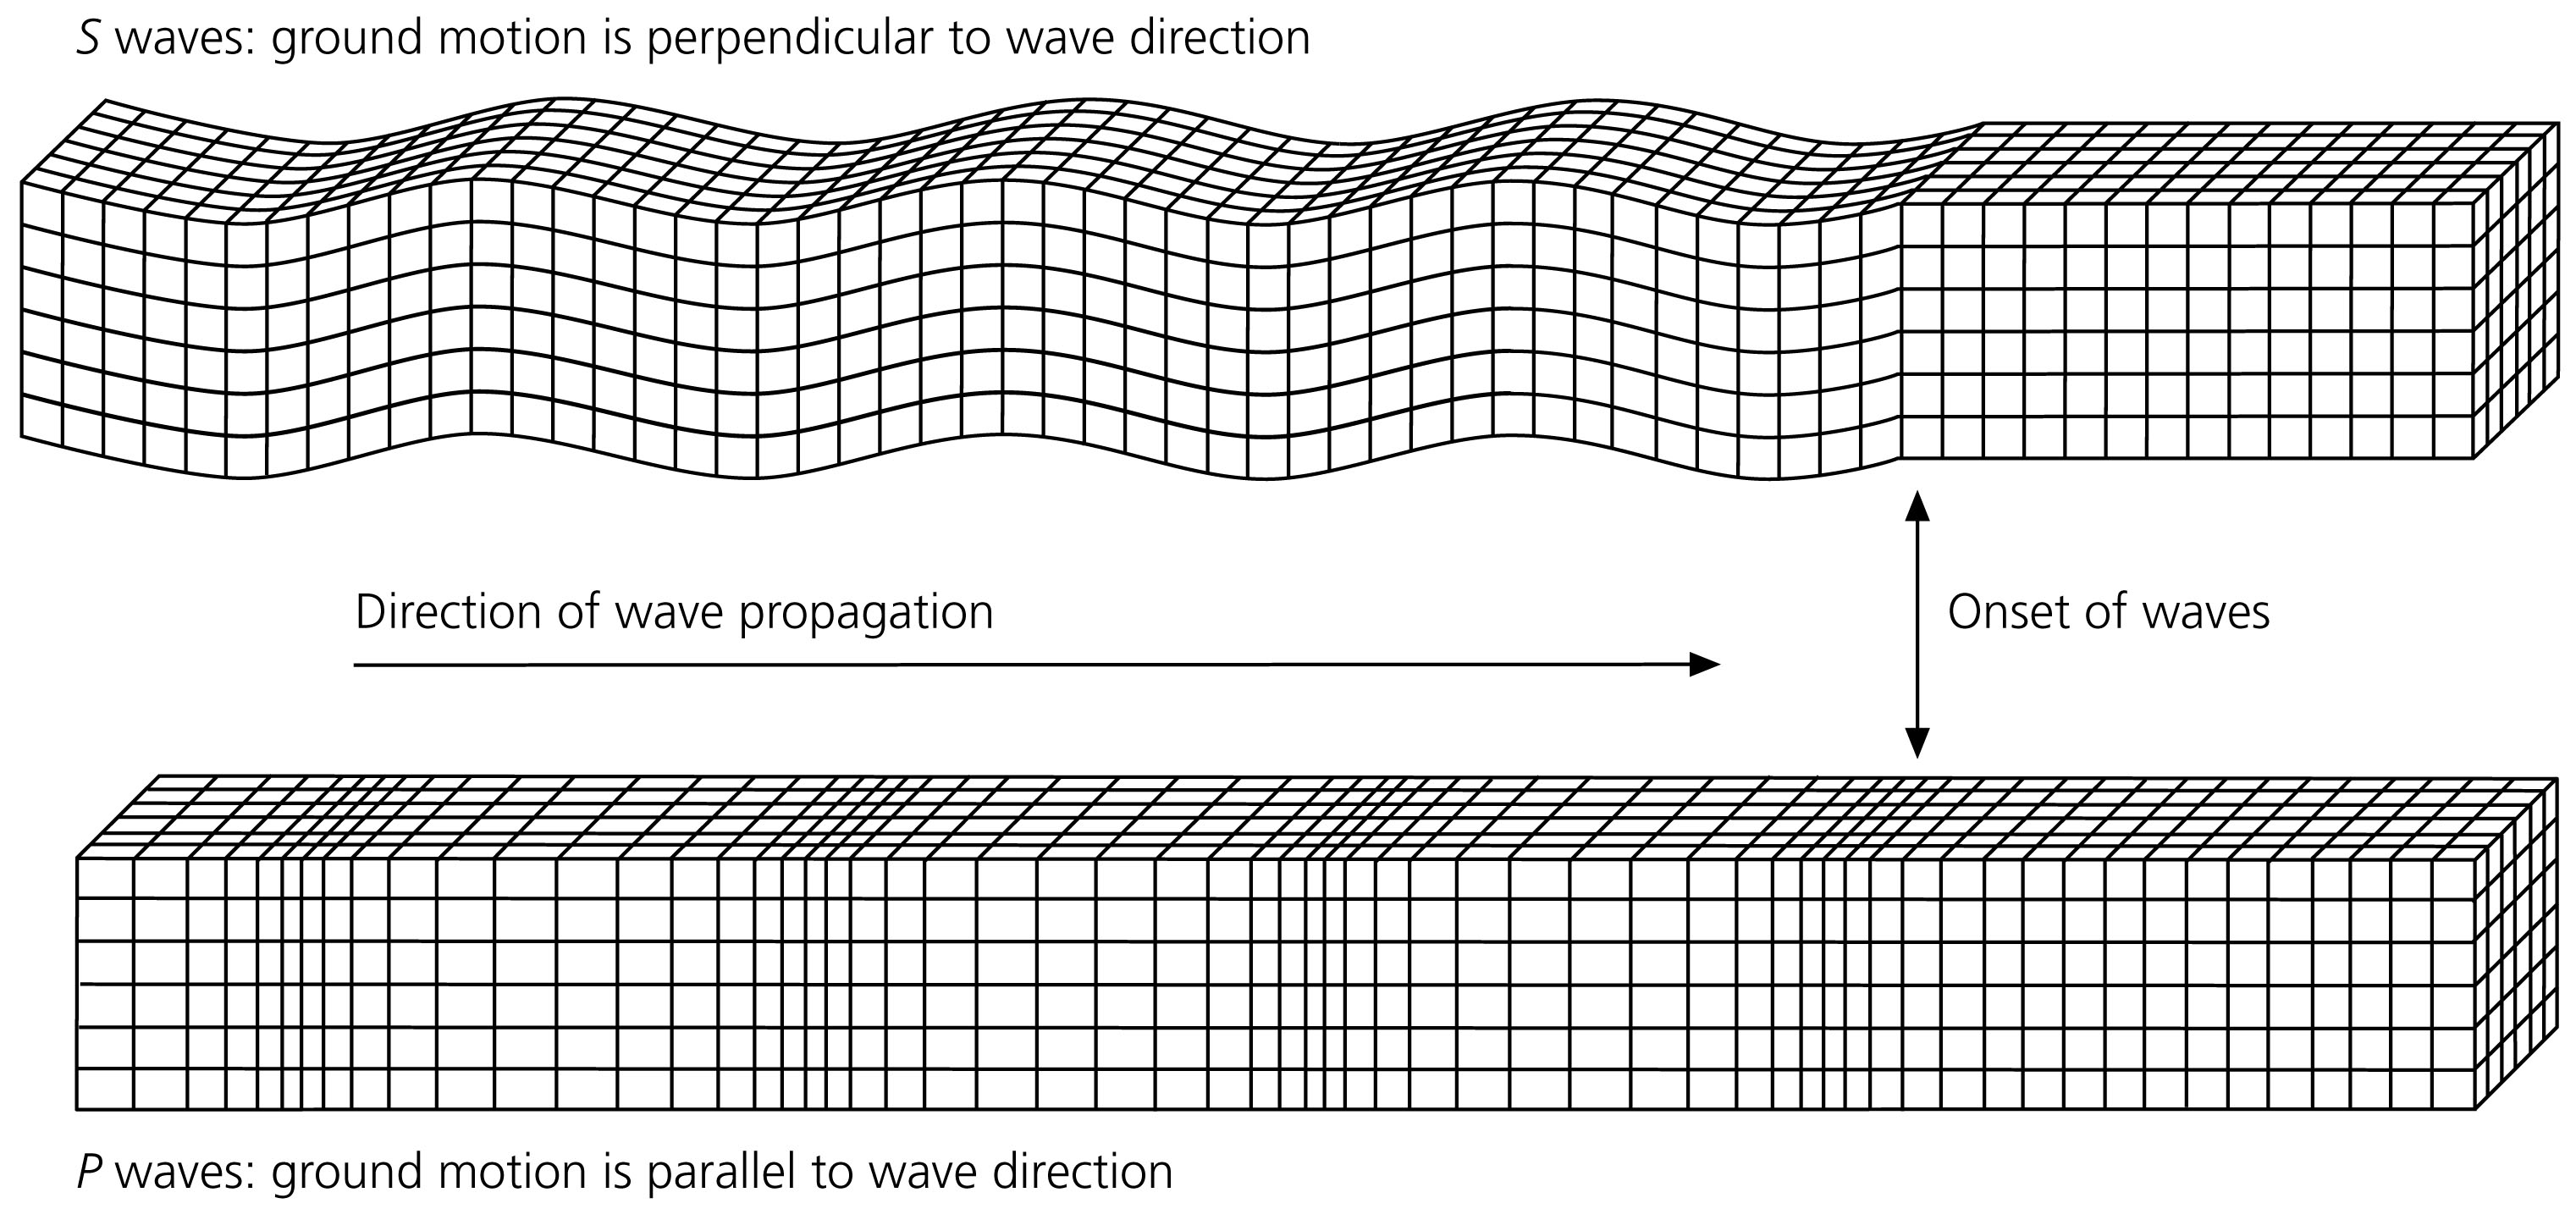 S waves: ground motion is perpendicular to wave direction
Direction of wave propagation
Onset of waves
P waves: ground motion is parallel to wave direction